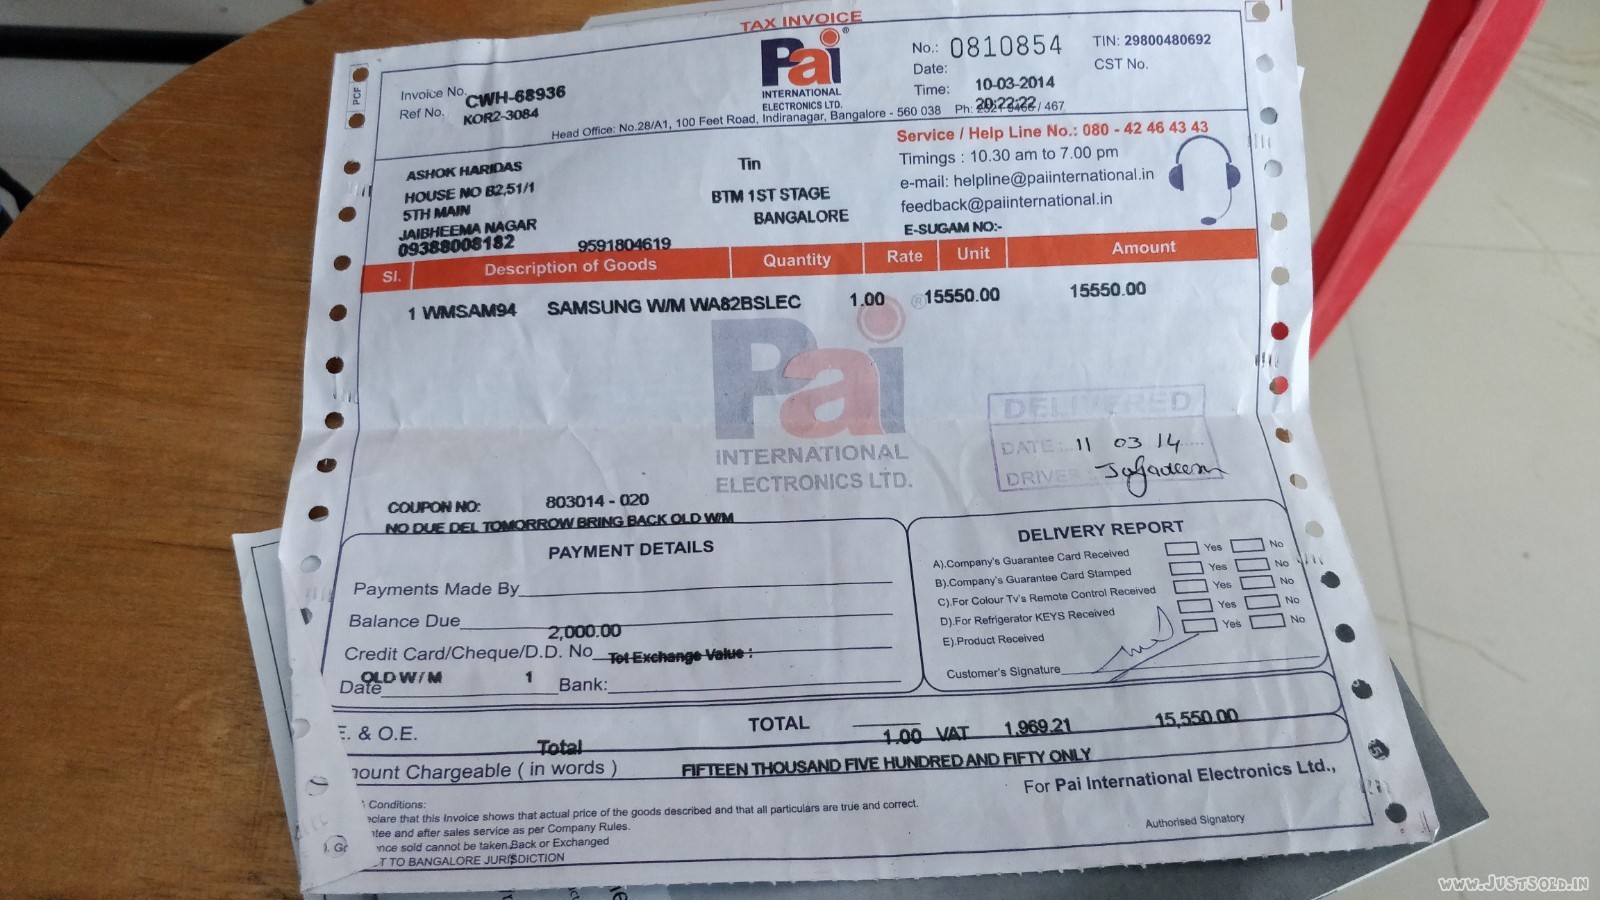 TAX INVOICE
Pai
INTERNATIONAL
ELECTRONICS LTD.
No.: 0810854
TIN: 29800480692
Date: 10-03-2014
CST No.
Time: 20:22:22
Invoice No. CWH-68936
Ref No. KOR2-3084
PCF
Head Office: No.28/A1, 100 Feet Road, Indiranagar, Bangalore - 560 038 Ph: / 467
Service / Help Line No.: 080 - 42 46 43 43
Timings : 10.30 am to 7.00 pm
e-mail: helpline@paiinternational.in
feedback@paiinternational.in
E-SUGAM NO:-
ASHOK HARIDAS Tin
HOUSE NO B2,51/1 BTM 1ST STAGE
5TH MAIN BANGALORE
JAIBHEEMA NAGAR
09388008182 9591804619
Sl. Description of Goods Quantity Rate Unit Amount
1 WMSAM94 SAMSUNG W/M WA82BSLEC 1.00 15550.00 15550.00
Pai
INTERNATIONAL
ELECTRONICS LTD.
DELIVERED
DATE : 11 03 14
DRIVER
COUPON NO: 803014 - 020
NO DUE DEL TOMORROW BRING BACK OLD W/M
PAYMENT DETAILS
Payments Made By
Balance Due
2,000.00
Credit Card/Cheque/D.D. No Tot Exchange Value :
OLD W/M 1
Date Bank:
DELIVERY REPORT
A).Company's Guarantee Card Received Yes No
B).Company's Guarantee Card Stamped Yes No
C).For Colour Tv's Remote Control Received Yes No
D).For Refrigerator KEYS Received Yes No
E).Product Received Yes No
Customer's Signature
E. & O.E. TOTAL
Total 1.00 VAT 1,969.21 15,550.00
mount Chargeable ( in words ) FIFTEEN THOUSAND FIVE HUNDRED AND FIFTY ONLY
For Pai International Electronics Ltd.,
Conditions:
eclare that this Invoice shows that actual price of the goods described and that all particulars are true and correct.
tee and after sales service as per Company Rules.
nce sold cannot be taken Back or Exchanged
T TO BANGALORE JURISDICTION
Authorised Signatory
www.JustSold.in